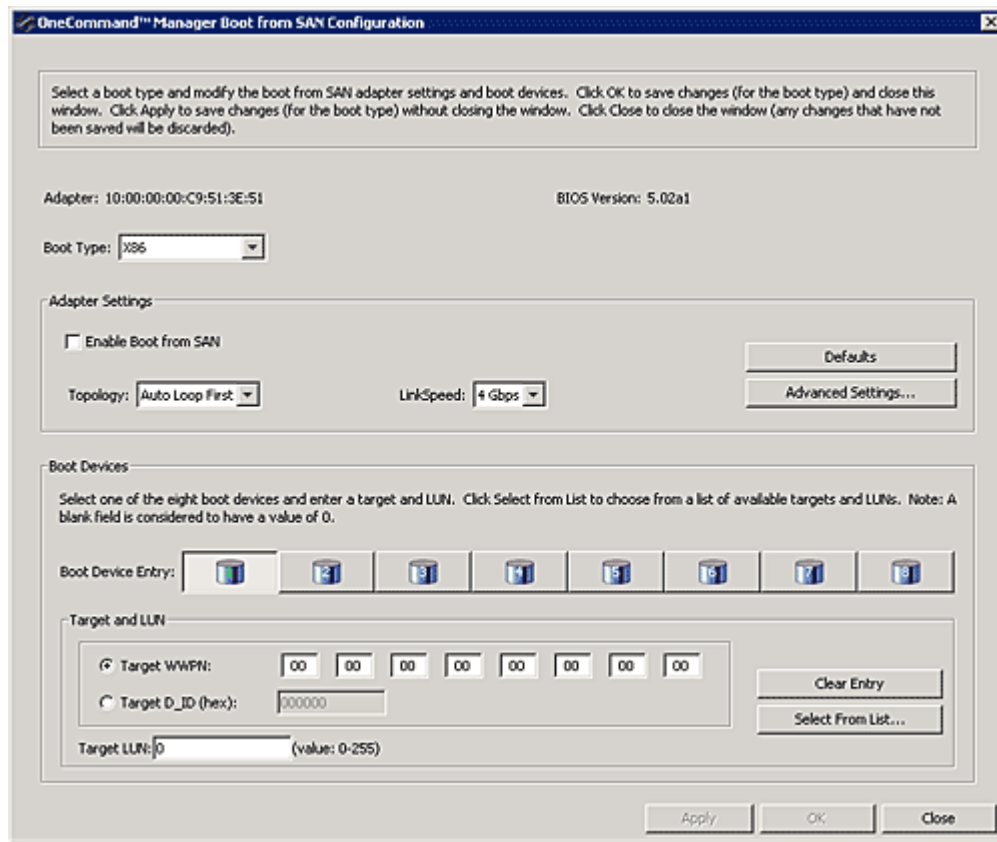 OneCommand™ Manager Boot from SAN Configuration
Select a boot type and modify the boot from SAN adapter settings and boot devices. Click OK to save changes (for the boot type) and close this
window. Click Apply to save changes (for the boot type) without closing the window. Click Close to close the window (any changes that have not
been saved will be discarded).
Adapter: 10:00:00:00:C9:51:3E:51 BIOS Version: 5.02a1
Boot Type: X86
Adapter Settings
Enable Boot from SAN
Defaults
Topology: Auto Loop First LinkSpeed: 4 Gbps Advanced Settings...
Boot Devices
Select one of the eight boot devices and enter a target and LUN. Click Select from List to choose from a list of available targets and LUNs. Note: A
blank field is considered to have a value of 0.
Boot Device Entry: 1 2 3 4 5 6 7 8
Target and LUN
Target WWPN: 00 00 00 00 00 00 00 00
Clear Entry
Target D_ID (hex): 000000
Select From List...
Target LUN: 0 (value: 0-255)
Apply OK Close